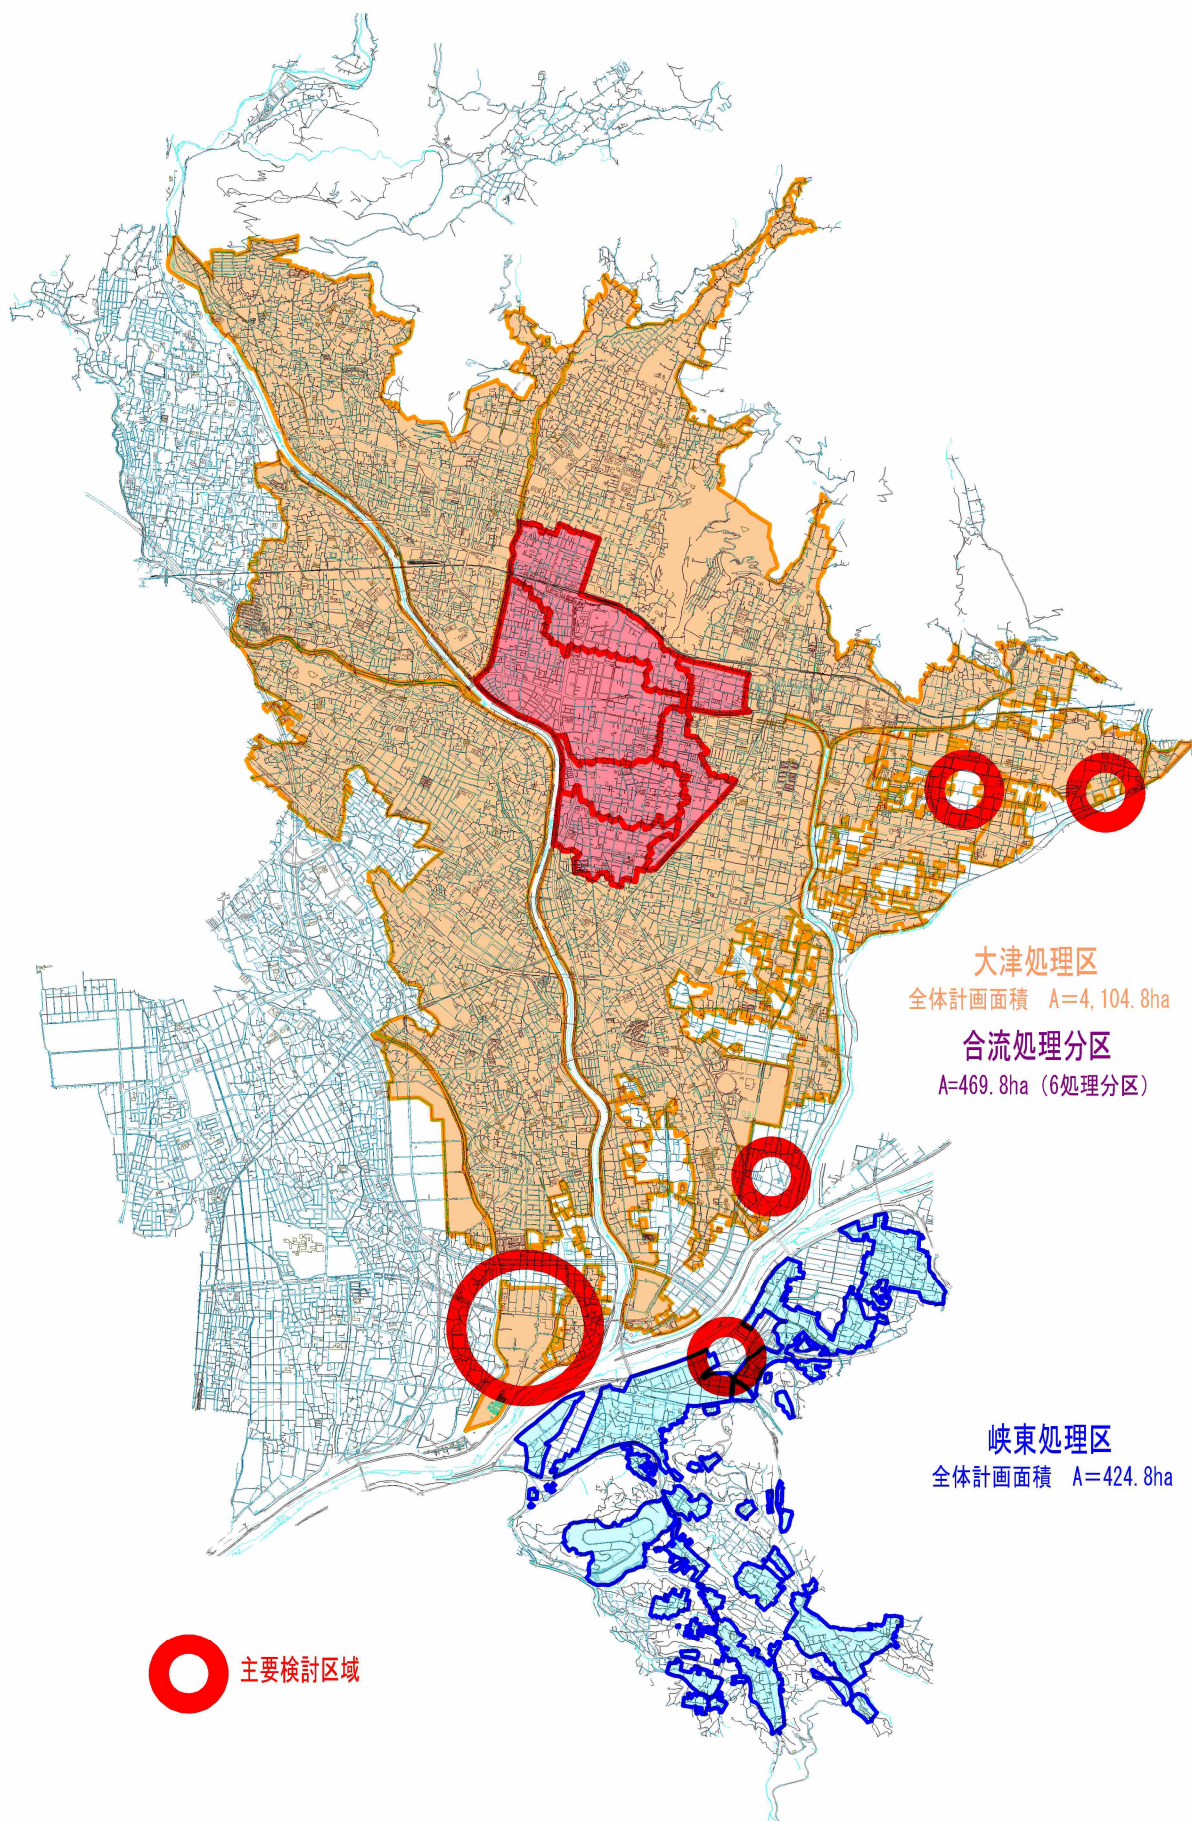 大津処理区
全体計画面積 A=4,104.8ha
合流処理分区
A=469.8ha (6処理分区)
峡東処理区
全体計画面積 A=424.8ha
主要検討区域